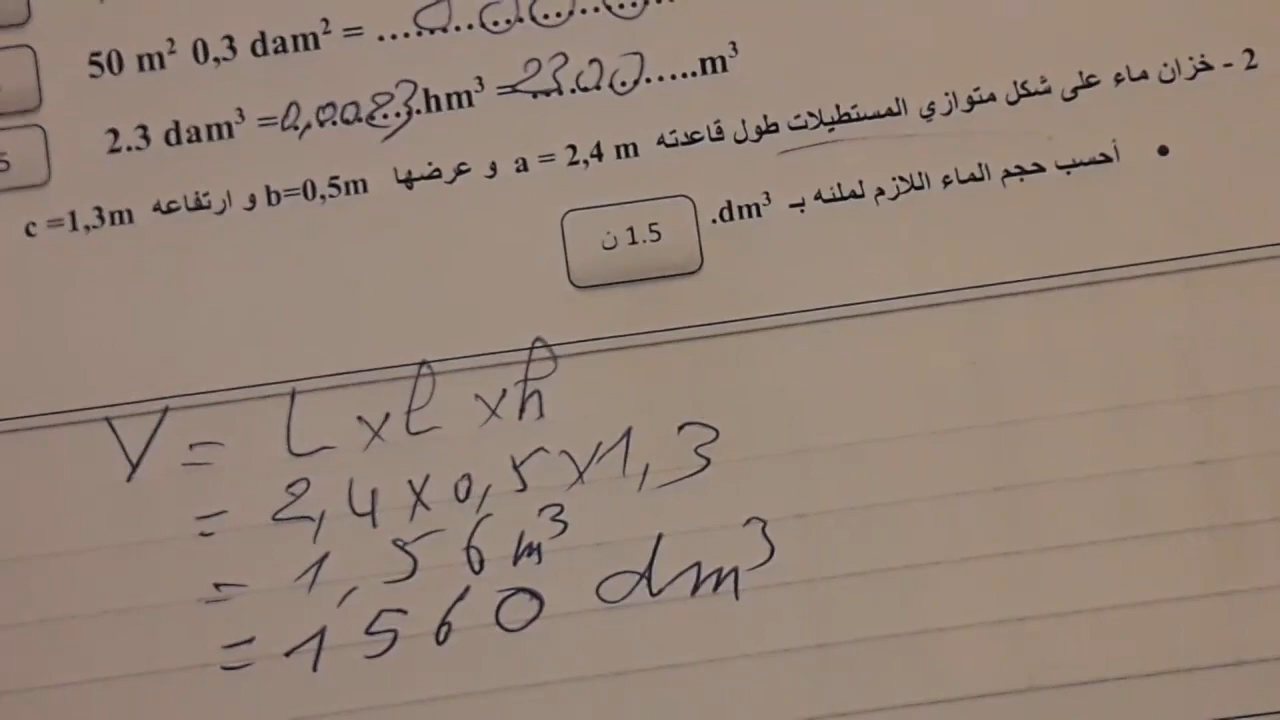 50 m² 0,3 dam² = ..............
2.3 dam³ =0,0023.hm³ =2300.....m³
2 - خزان ماء على شكل متوازي المستطيلات طول قاعدته a = 2,4 m و عرضها b=0,5m و ارتفاعه c =1,3m
• أحسب حجم الماء اللازم لملئه بـ dm³.
1.5 ن
V = L x l x h
= 2,4 x 0,5 x 1,3
= 1,56 m³
= 1560 dm³